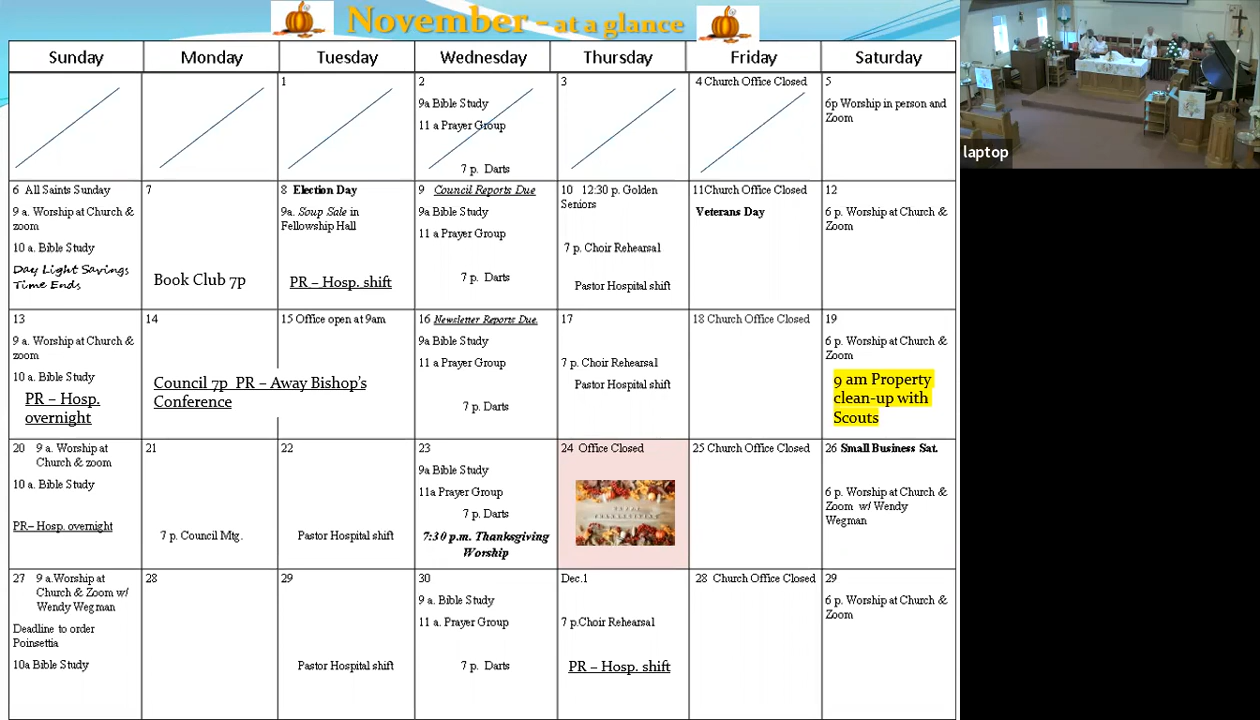 November - at a glance
Sunday
Monday
Tuesday
Wednesday
Thursday
Friday
Saturday
1
2
9a Bible Study
11 a Prayer Group
7 p. Darts
3
4 Church Office Closed
5
6p Worship in person and
Zoom
6 All Saints Sunday
9 a. Worship at Church &
zoom
10 a. Bible Study
Day Light Savings
Time Ends
7
Book Club 7p
8 Election Day
9a. Soup Sale in
Fellowship Hall
PR – Hosp. shift
9 Council Reports Due
9a Bible Study
11 a Prayer Group
7 p. Darts
10 12:30 p. Golden
Seniors
7 p. Choir Rehearsal
Pastor Hospital shift
11Church Office Closed
Veterans Day
12
6 p. Worship at Church &
Zoom
13
9 a. Worship at Church &
zoom
10 a. Bible Study
PR – Hosp.
overnight
14
Council 7p PR – Away Bishop's
Conference
15 Office open at 9am
16 Newsletter Reports Due.
9a Bible Study
11 a Prayer Group
7 p. Darts
17
7 p. Choir Rehearsal
Pastor Hospital shift
18 Church Office Closed
19
6 p. Worship at Church &
Zoom
9 am Property
clean-up with
Scouts
20 9 a. Worship at
Church & zoom
10 a. Bible Study
PR– Hosp. overnight
21
7 p. Council Mtg.
22
Pastor Hospital shift
23
9a Bible Study
11a Prayer Group
7 p. Darts
7:30 p.m. Thanksgiving
Worship
24 Office Closed
25 Church Office Closed
26 Small Business Sat.
6 p. Worship at Church &
Zoom w/ Wendy
Wegman
27 9 a.Worship at
Church & Zoom w/
Wendy Wegman
Deadline to order
Poinsettia
10a Bible Study
28
29
Pastor Hospital shift
30
9 a. Bible Study
11 a. Prayer Group
7 p. Darts
Dec.1
7 p.Choir Rehearsal
PR – Hosp. shift
28 Church Office Closed
29
6 p. Worship at Church &
Zoom
laptop